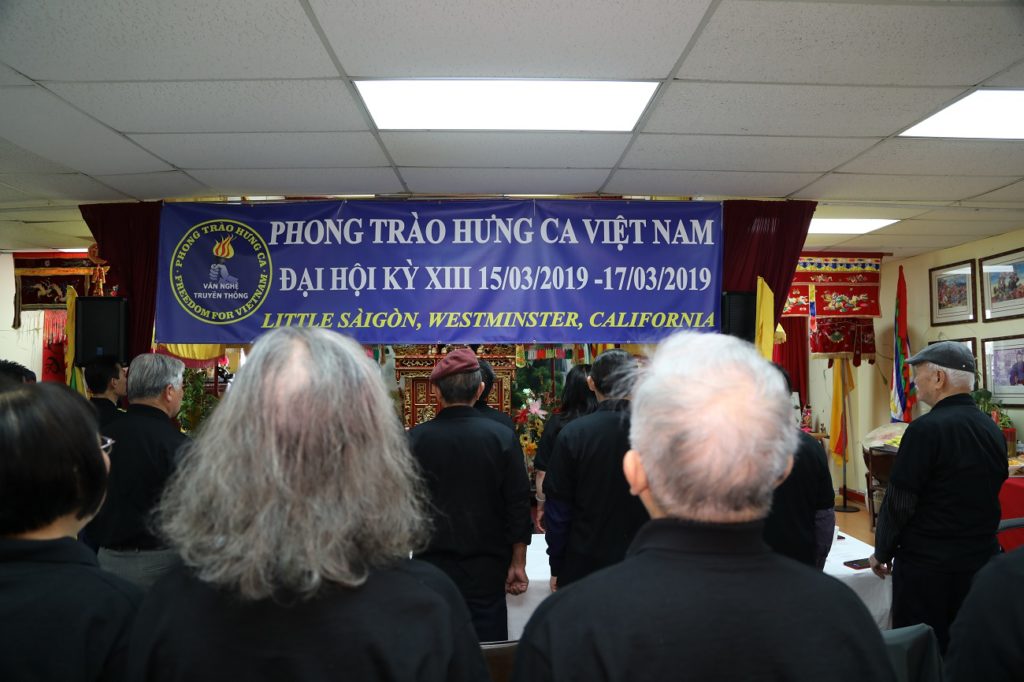 PHONG TRÀO HƯNG CA
VĂN NGHỆ
TRUYỀN THÔNG
FREEDOM FOR VIETNAM
PHONG TRÀO HƯNG CA VIỆT NAM
ĐẠI HỘI KỲ XIII 15/03/2019 -17/03/2019
LITTLE SÀIGÒN, WESTMINSTER, CALIFORNIA